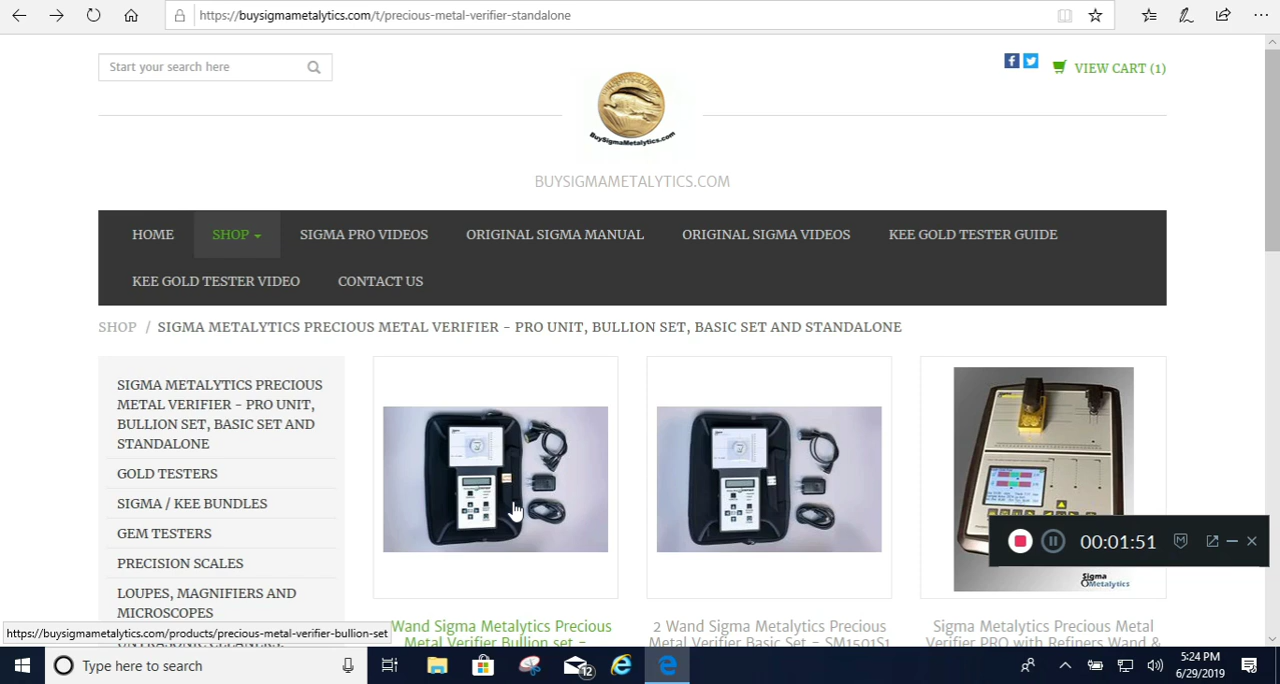 https://buysigmametalytics.com/t/precious-metal-verifier-standalone
Start your search here
VIEW CART (1)
BuySigmaMetalytics.com
BUYSIGMAMETALYTICS.COM
HOME SHOP SIGMA PRO VIDEOS ORIGINAL SIGMA MANUAL ORIGINAL SIGMA VIDEOS KEE GOLD TESTER GUIDE
KEE GOLD TESTER VIDEO CONTACT US
SHOP / SIGMA METALYTICS PRECIOUS METAL VERIFIER - PRO UNIT, BULLION SET, BASIC SET AND STANDALONE
SIGMA METALYTICS PRECIOUS
METAL VERIFIER - PRO UNIT,
BULLION SET, BASIC SET AND
STANDALONE
GOLD TESTERS
SIGMA / KEE BUNDLES
GEM TESTERS
PRECISION SCALES
LOUPES, MAGNIFIERS AND
MICROSCOPES
Wand Sigma Metalytics Precious
Metal Verifier Bullion set -
2 Wand Sigma Metalytics Precious
Metal Verifier Basic Set - SM1501S1
Sigma Metalytics
Sigma Metalytics Precious Metal
Verifier PRO with Refiners Wand &
00:01:51
https://buysigmametalytics.com/products/precious-metal-verifier-bullion-set
Type here to search
12
5:24 PM
6/29/2019